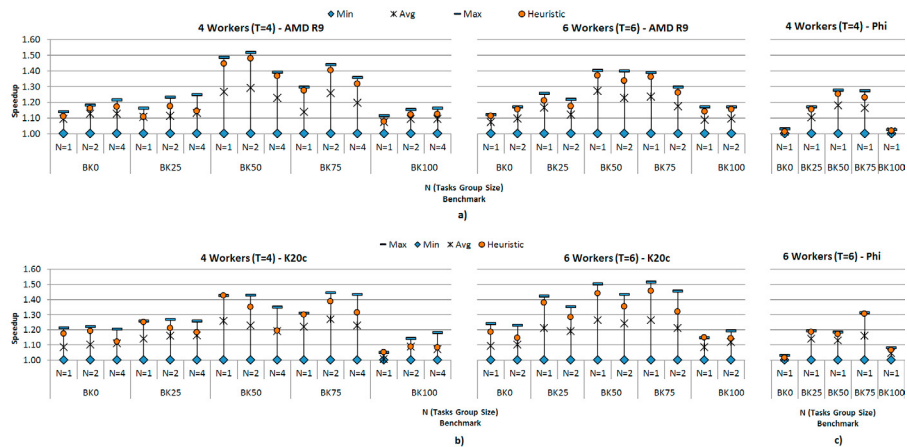 Min Avg Max Heuristic
4 Workers (T=4) - AMD R9
6 Workers (T=6) - AMD R9
4 Workers (T=4) - Phi
Speedup
1.60
1.50
1.40
1.30
1.20
1.10
1.00
N=1 N=2 N=4 N=1 N=2 N=4 N=1 N=2 N=4 N=1 N=2 N=4 N=1 N=2 N=4
BK0 BK25 BK50 BK75 BK100
N=1 N=2 N=1 N=2 N=1 N=2 N=1 N=2 N=1 N=2
BK0 BK25 BK50 BK75 BK100
N=1 N=1 N=1 N=1 N=1
BK0 BK25 BK50 BK75 BK100
N (Tasks Group Size)
Benchmark
a)
Max Min Avg Heuristic
4 Workers (T=4) - K20c
6 Workers (T=6) - K20c
6 Workers (T=6) - Phi
Speedup
1.60
1.50
1.40
1.30
1.20
1.10
1.00
N=1 N=2 N=4 N=1 N=2 N=4 N=1 N=2 N=4 N=1 N=2 N=4 N=1 N=2 N=4
BK0 BK25 BK50 BK75 BK100
N=1 N=2 N=1 N=2 N=1 N=2 N=1 N=2 N=1 N=2
BK0 BK25 BK50 BK75 BK100
N=1 N=1 N=1 N=1 N=1
BK0 BK25 BK50 BK75 BK100
N (Tasks Group Size)
Benchmark
b)
c)